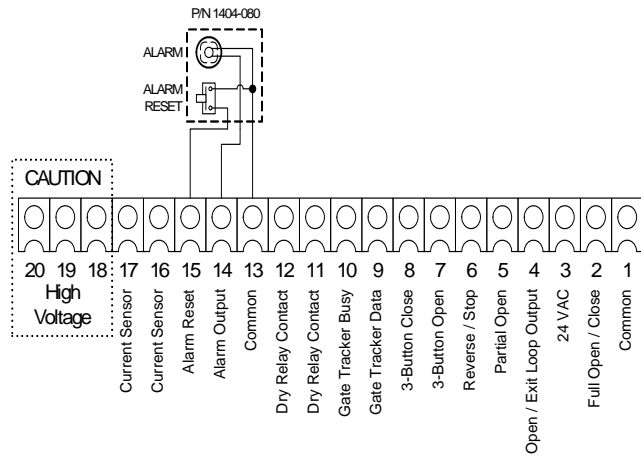 P/N 1404-080
ALARM
ALARM
RESET
CAUTION
20 19 18 17 16 15 14 13 12 11 10 9 8 7 6 5 4 3 2 1
High
Voltage
Current Sensor
Current Sensor
Alarm Reset
Alarm Output
Common
Dry Relay Contact
Dry Relay Contact
Gate Tracker Busy
Gate Tracker Data
3-Button Close
3-Button Open
Reverse / Stop
Partial Open
Open / Exit Loop Output
24 VAC
Full Open / Close
Common